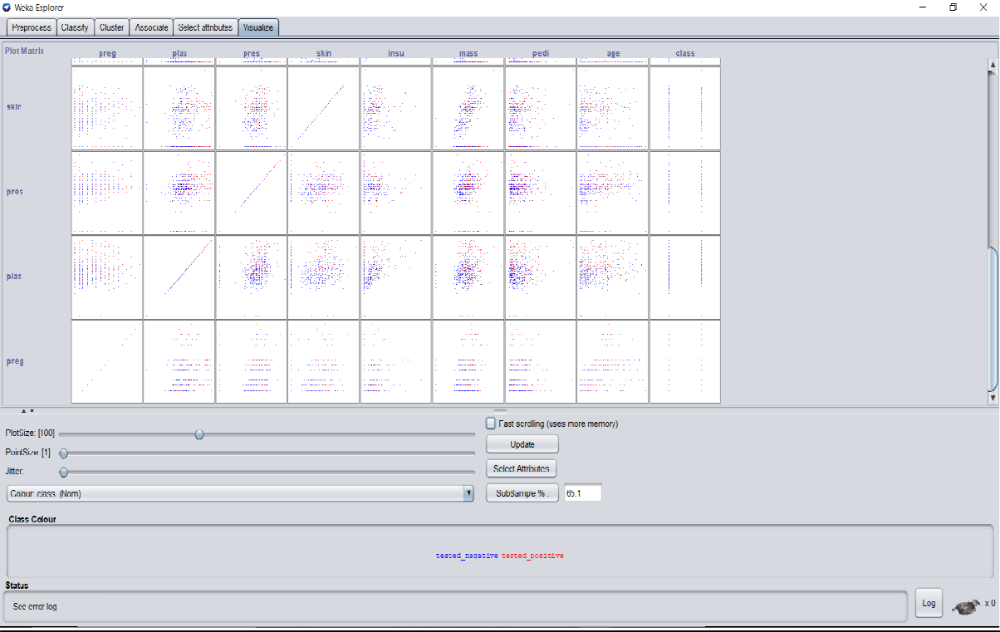 Weka Explorer
Preprocess Classify Cluster Associate Select attributes Visualize
Plot Matrix preg plas pres skin insu mass pedi age class
skin
pres
plas
preg
PlotSize: [100]
PointSize: [1]
Jitter:
Colour: class (Nom)
Fast scrolling (uses more memory)
Update
Select Attributes
SubSample % : 65.1
Class Colour
tested_negative tested_positive
Status
See error log
Log x 0